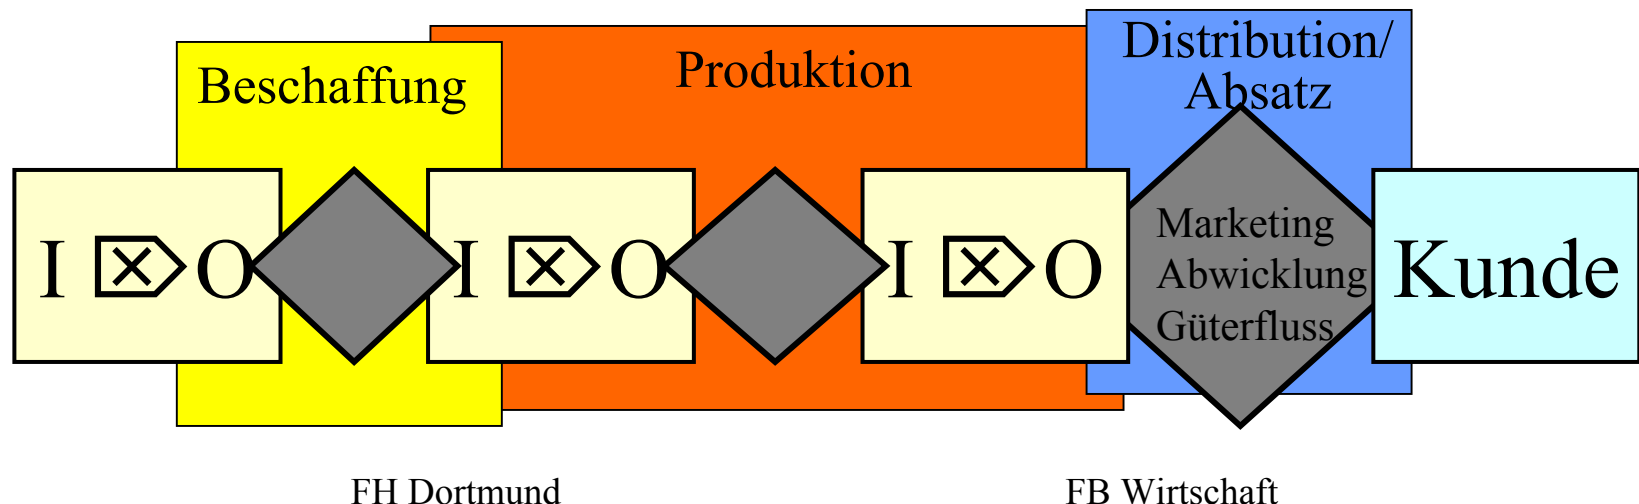 Beschaffung
Produktion
Distribution/
Absatz
I O
I O
I O
Marketing
Abwicklung
Güterfluss
Kunde
FH Dortmund
FB Wirtschaft